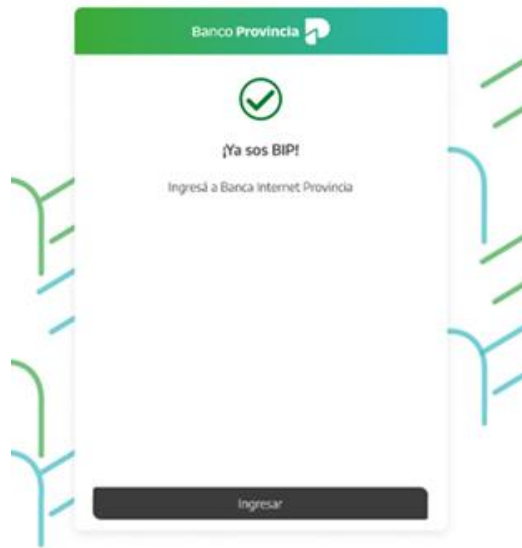 Banco Provincia
¡Ya sos BIP!
Ingresá a Banca Internet Provincia
Ingresar